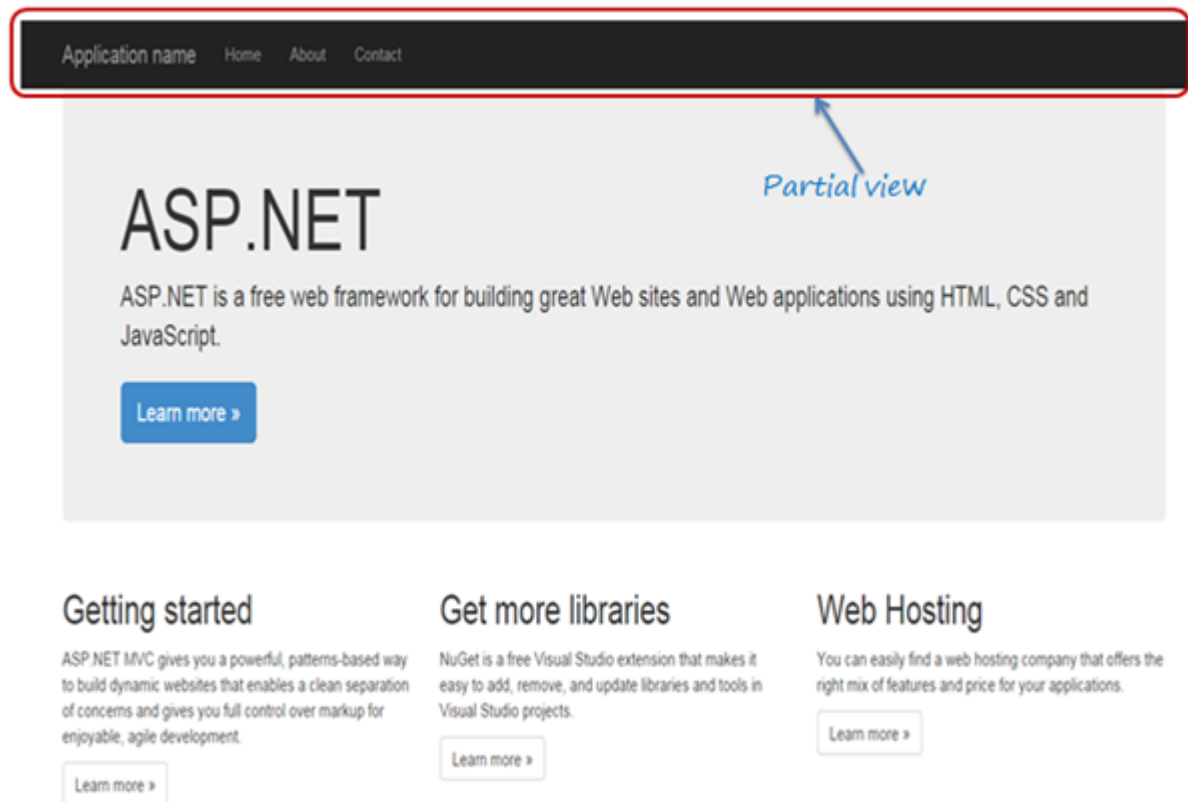 Application name Home About Contact
Partial view
ASP.NET
ASP.NET is a free web framework for building great Web sites and Web applications using HTML, CSS and
JavaScript.
Learn more »
Getting started
ASP.NET MVC gives you a powerful, patterns-based way
to build dynamic websites that enables a clean separation
of concerns and gives you full control over markup for
enjoyable, agile development.
Learn more »
Get more libraries
NuGet is a free Visual Studio extension that makes it
easy to add, remove, and update libraries and tools in
Visual Studio projects.
Learn more »
Web Hosting
You can easily find a web hosting company that offers the
right mix of features and price for your applications.
Learn more »